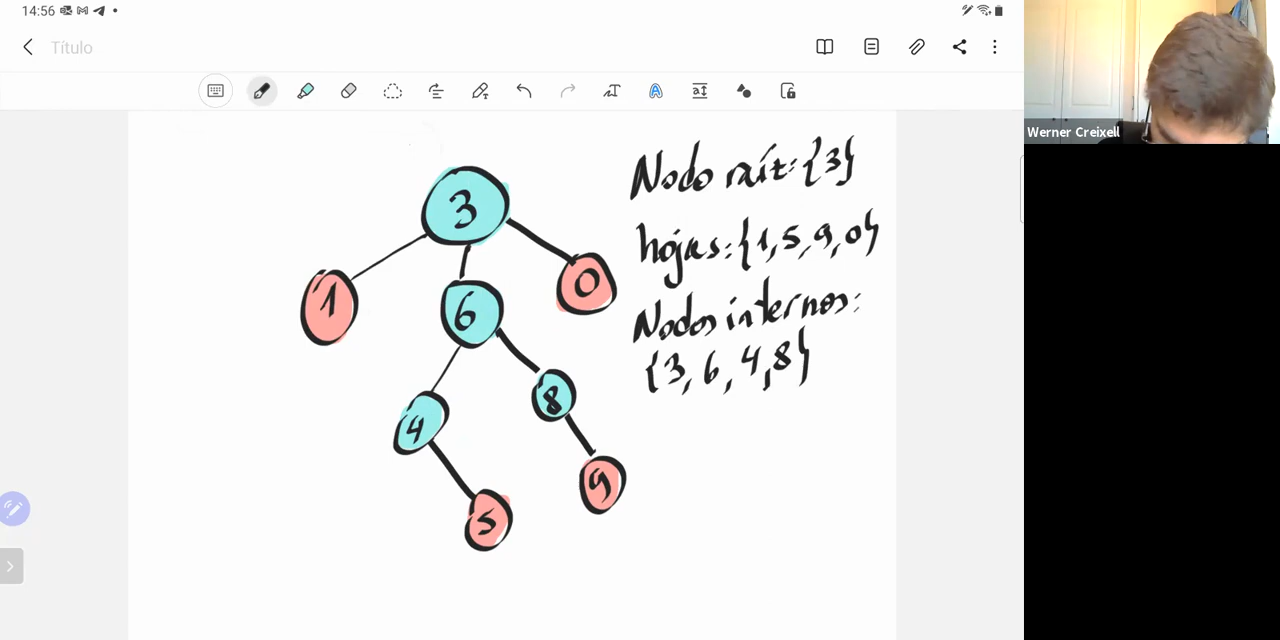 14:56
Título
Nodo raíz: {3}
hojas: {1, 5, 9, 0}
Nodos internos:
{3, 6, 4, 8}
3
1
6
0
4
8
5
9
Werner Creixell